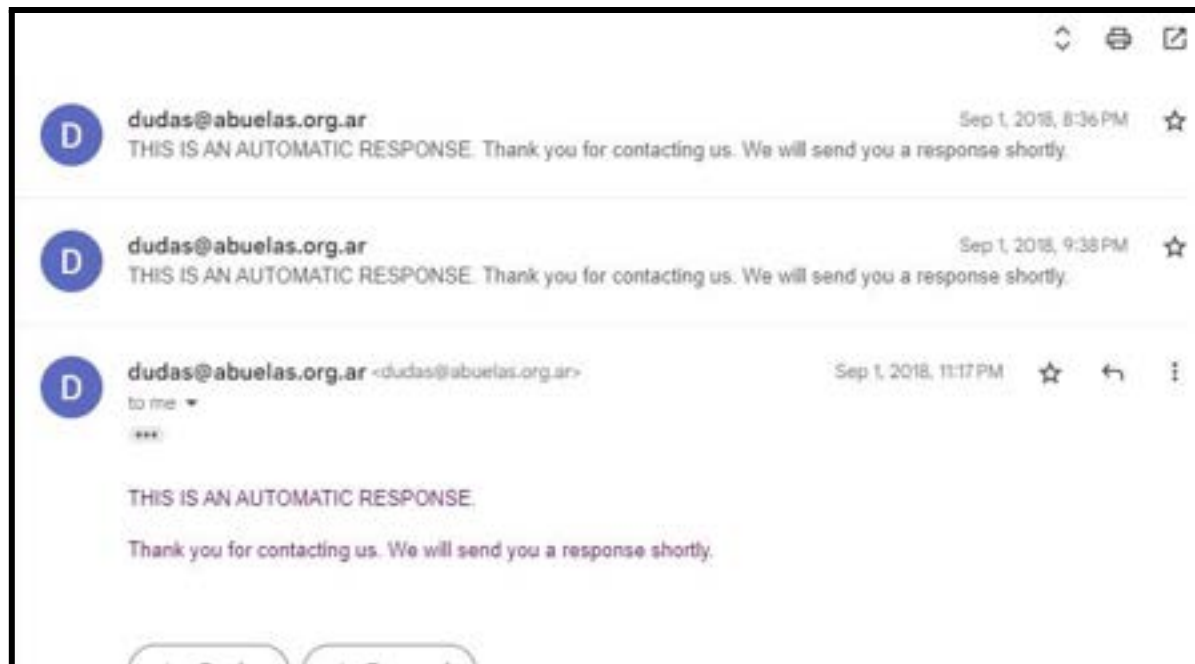 D
dudas@abuelas.org.ar
Sep 1, 2018, 8:36 PM
THIS IS AN AUTOMATIC RESPONSE. Thank you for contacting us. We will send you a response shortly.
D
dudas@abuelas.org.ar
Sep 1, 2018, 9:38 PM
THIS IS AN AUTOMATIC RESPONSE. Thank you for contacting us. We will send you a response shortly.
D
dudas@abuelas.org.ar <dudas@abuelas.org.ar>
Sep 1, 2018, 11:17 PM
to me
THIS IS AN AUTOMATIC RESPONSE.
Thank you for contacting us. We will send you a response shortly.